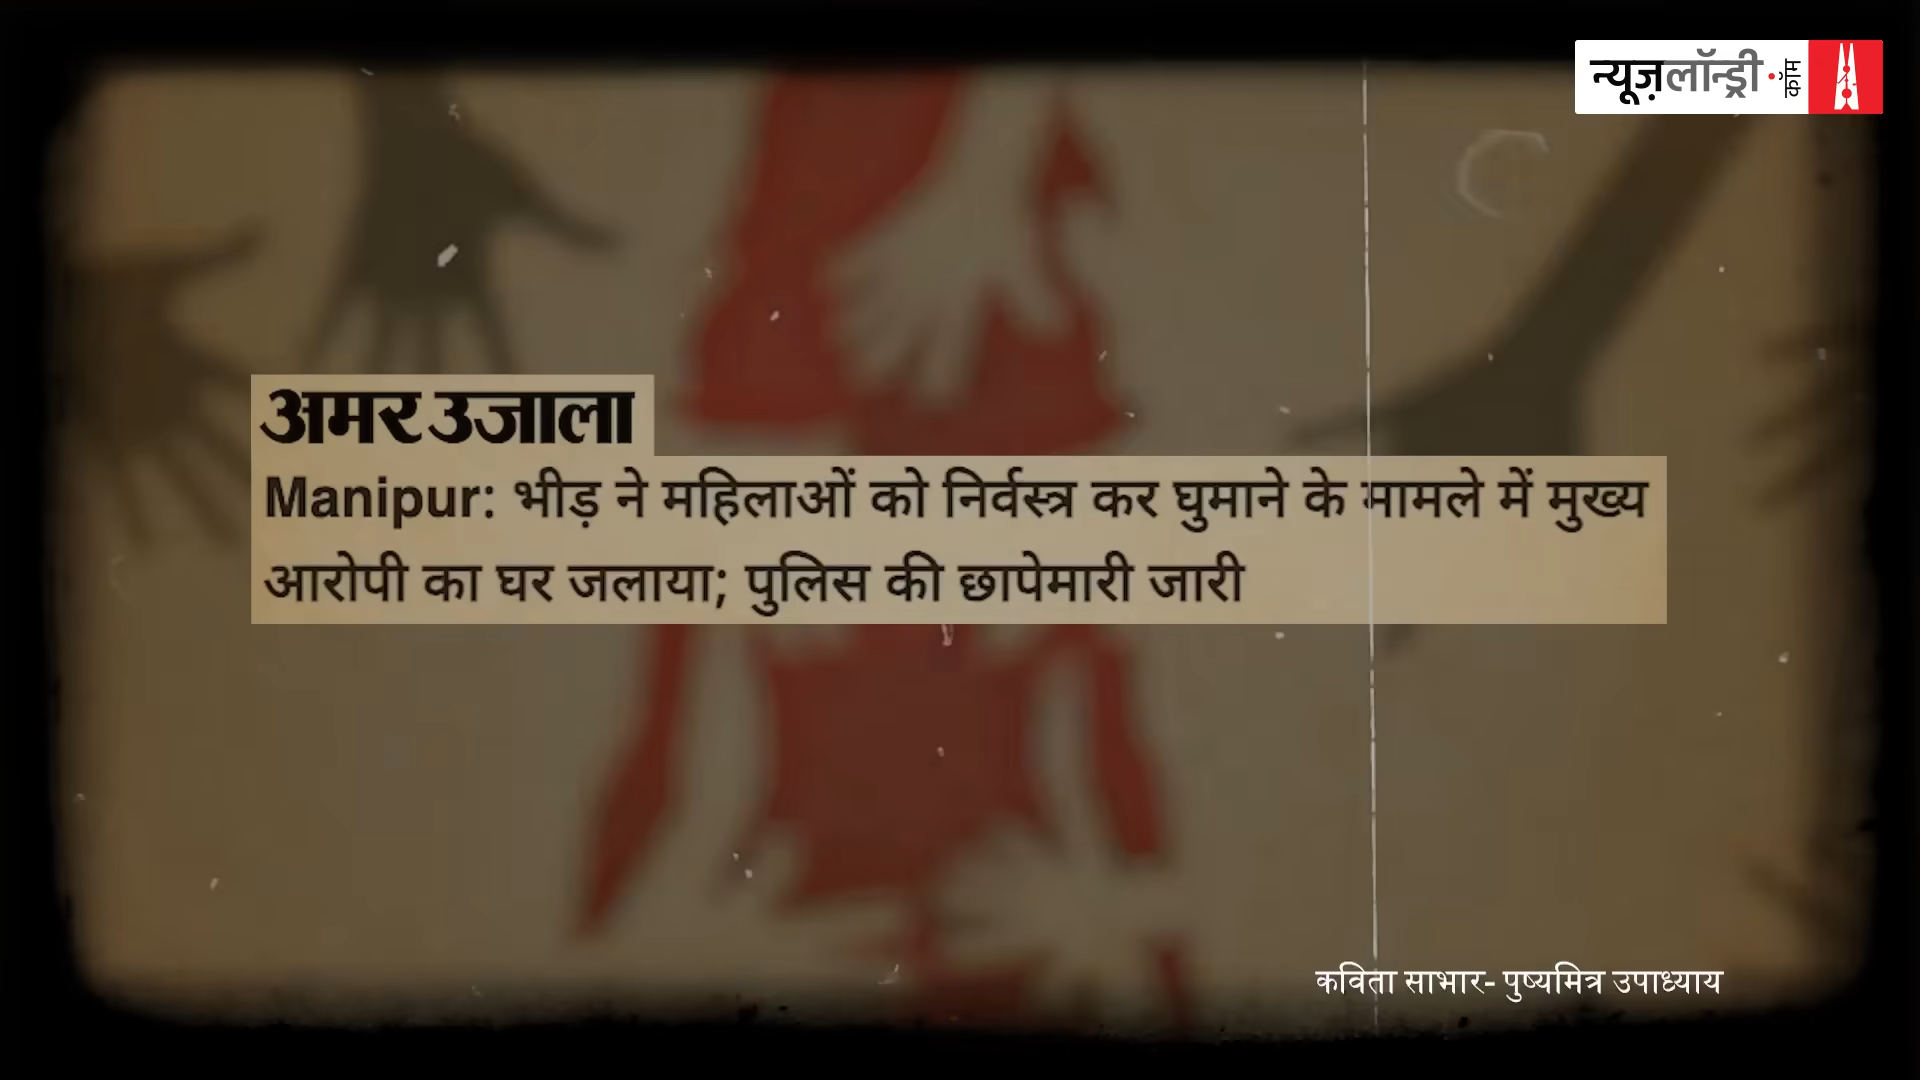 न्यूज़लॉन्ड्री.कॉम
अमर उजाला
Manipur: भीड़ ने महिलाओं को निर्वस्त्र कर घुमाने के मामले में मुख्य
आरोपी का घर जलाया; पुलिस की छापेमारी जारी
कविता साभार- पुष्यमित्र उपाध्याय